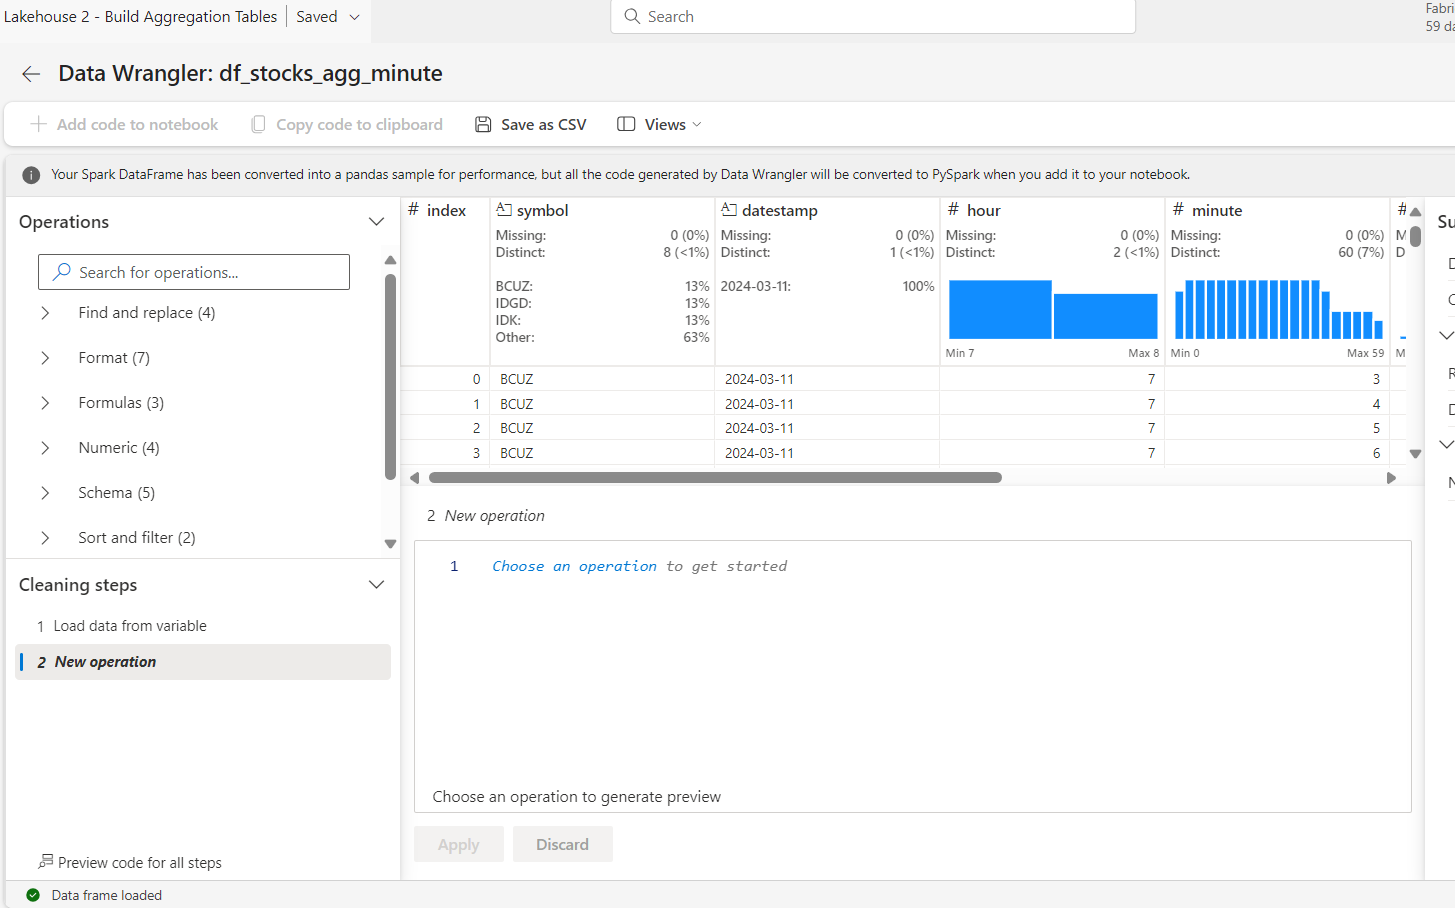 Lakehouse 2 - Build Aggregation Tables Saved
Search
Fabri
59 da
Data Wrangler: df_stocks_agg_minute
Add code to notebook Copy code to clipboard Save as CSV Views
Your Spark DataFrame has been converted into a pandas sample for performance, but all the code generated by Data Wrangler will be converted to PySpark when you add it to your notebook.
Operations
Search for operations...
Find and replace (4)
Format (7)
Formulas (3)
Numeric (4)
Schema (5)
Sort and filter (2)
Cleaning steps
1 Load data from variable
2 New operation
Preview code for all steps
# index symbol datestamp # hour # minute #
Missing: 0 (0%) Missing: 0 (0%) Missing: 0 (0%) Missing: 0 (0%) M
Distinct: 8 (<1%) Distinct: 1 (<1%) Distinct: 2 (<1%) Distinct: 60 (7%) D
BCUZ: 13% 2024-03-11: 100%
IDGD: 13%
IDK: 13%
Other: 63%
Min 7 Max 8 Min 0 Max 59 M
0 BCUZ 2024-03-11 7 3
1 BCUZ 2024-03-11 7 4
2 BCUZ 2024-03-11 7 5
3 BCUZ 2024-03-11 7 6
2 New operation
1 Choose an operation to get started
Choose an operation to generate preview
Apply Discard
Su
Data frame loaded